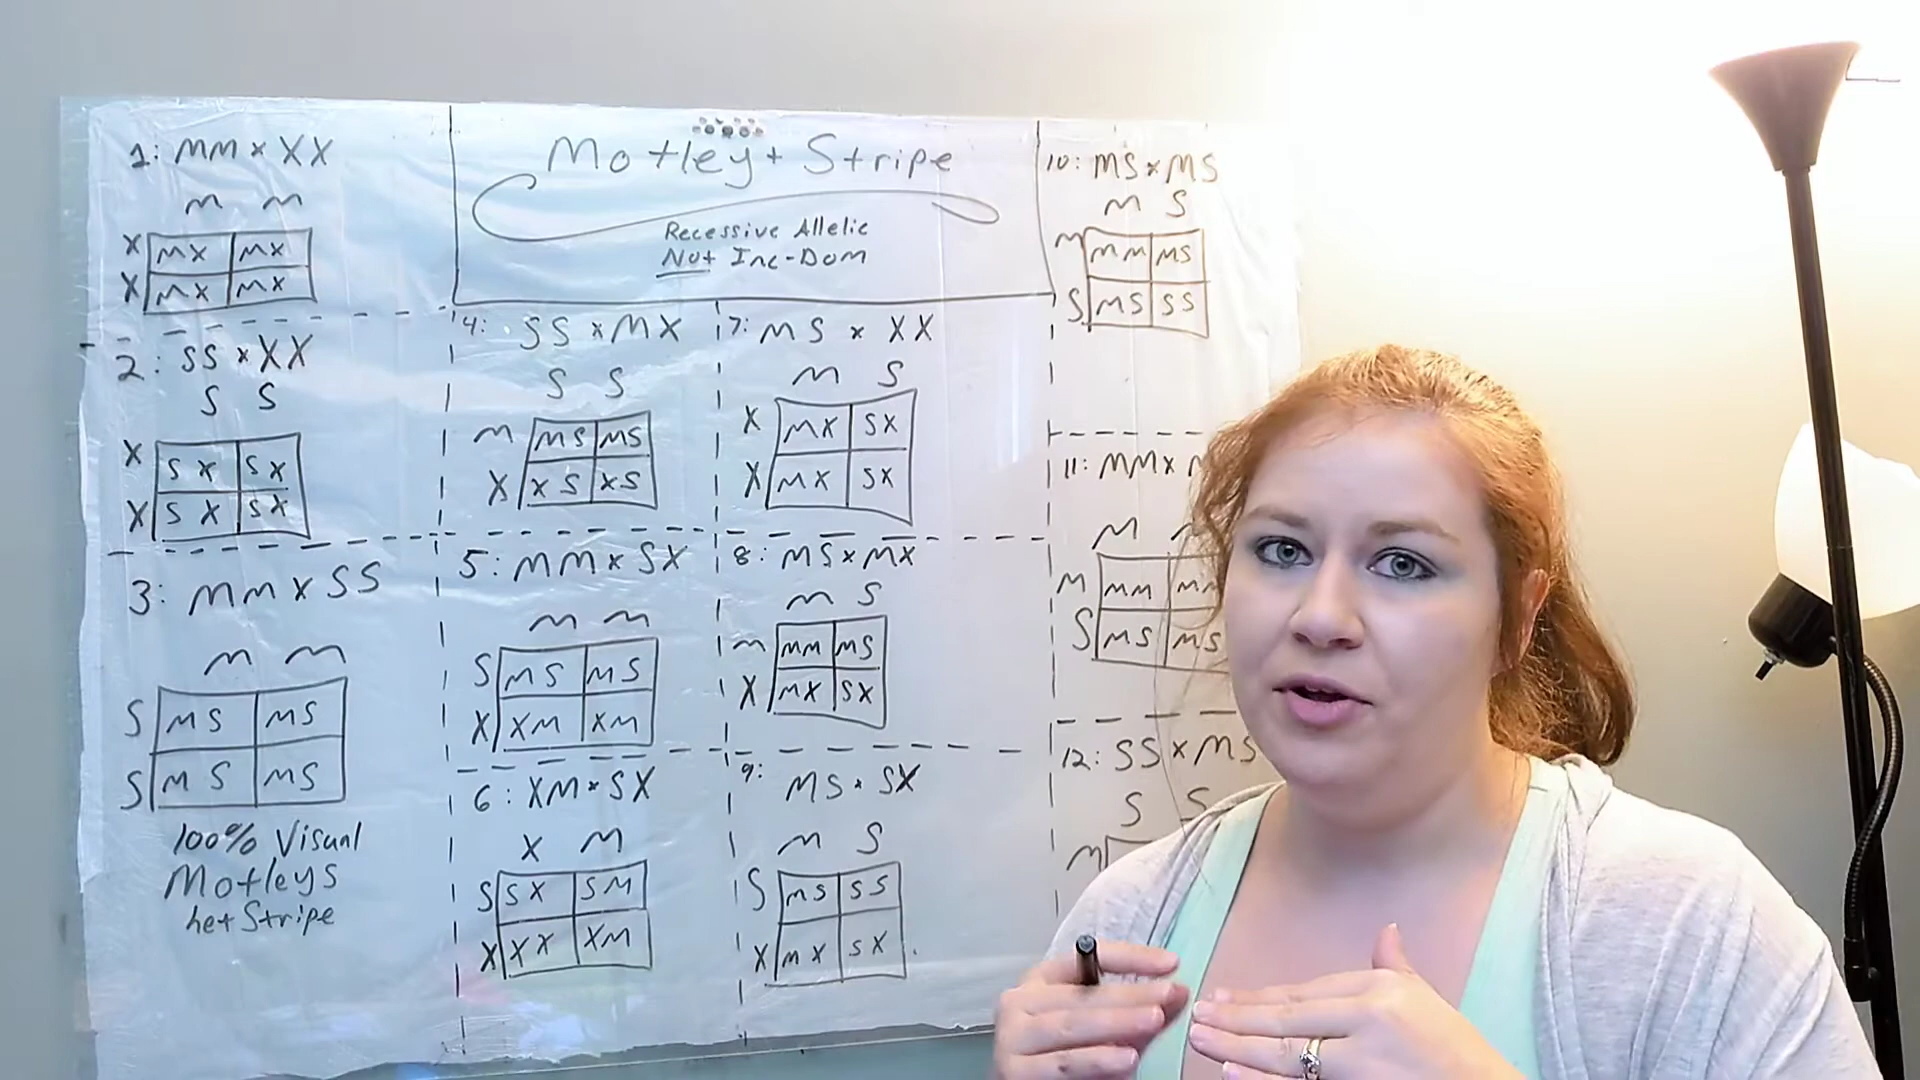 1: MM x XX
M M
X MX MX
X MX MX
2: SS x XX
S S
X SX SX
X SX SX
3: MM x SS
M M
S MS MS
S MS MS
100% Visual
Motleys
het Stripe
Motley + Stripe
Recessive Allelic
Not Inc-Dom
4: SS x MX
S S
M MS MS
X XS XS
5: MM x SX
M M
S MS MS
X XM XM
6: XM x SX
X M
S SX SM
X XX XM
7: MS x XX
M S
X MX SX
X MX SX
8: MS x MX
M S
M MM MS
X MX SX
9: MS x SX
M S
S MS SS
X MX SX
10: MS x MS
M S
M MM MS
S MS SS
11: MM x
M
M MM
S MS MS
12: SS x MS
S S
M